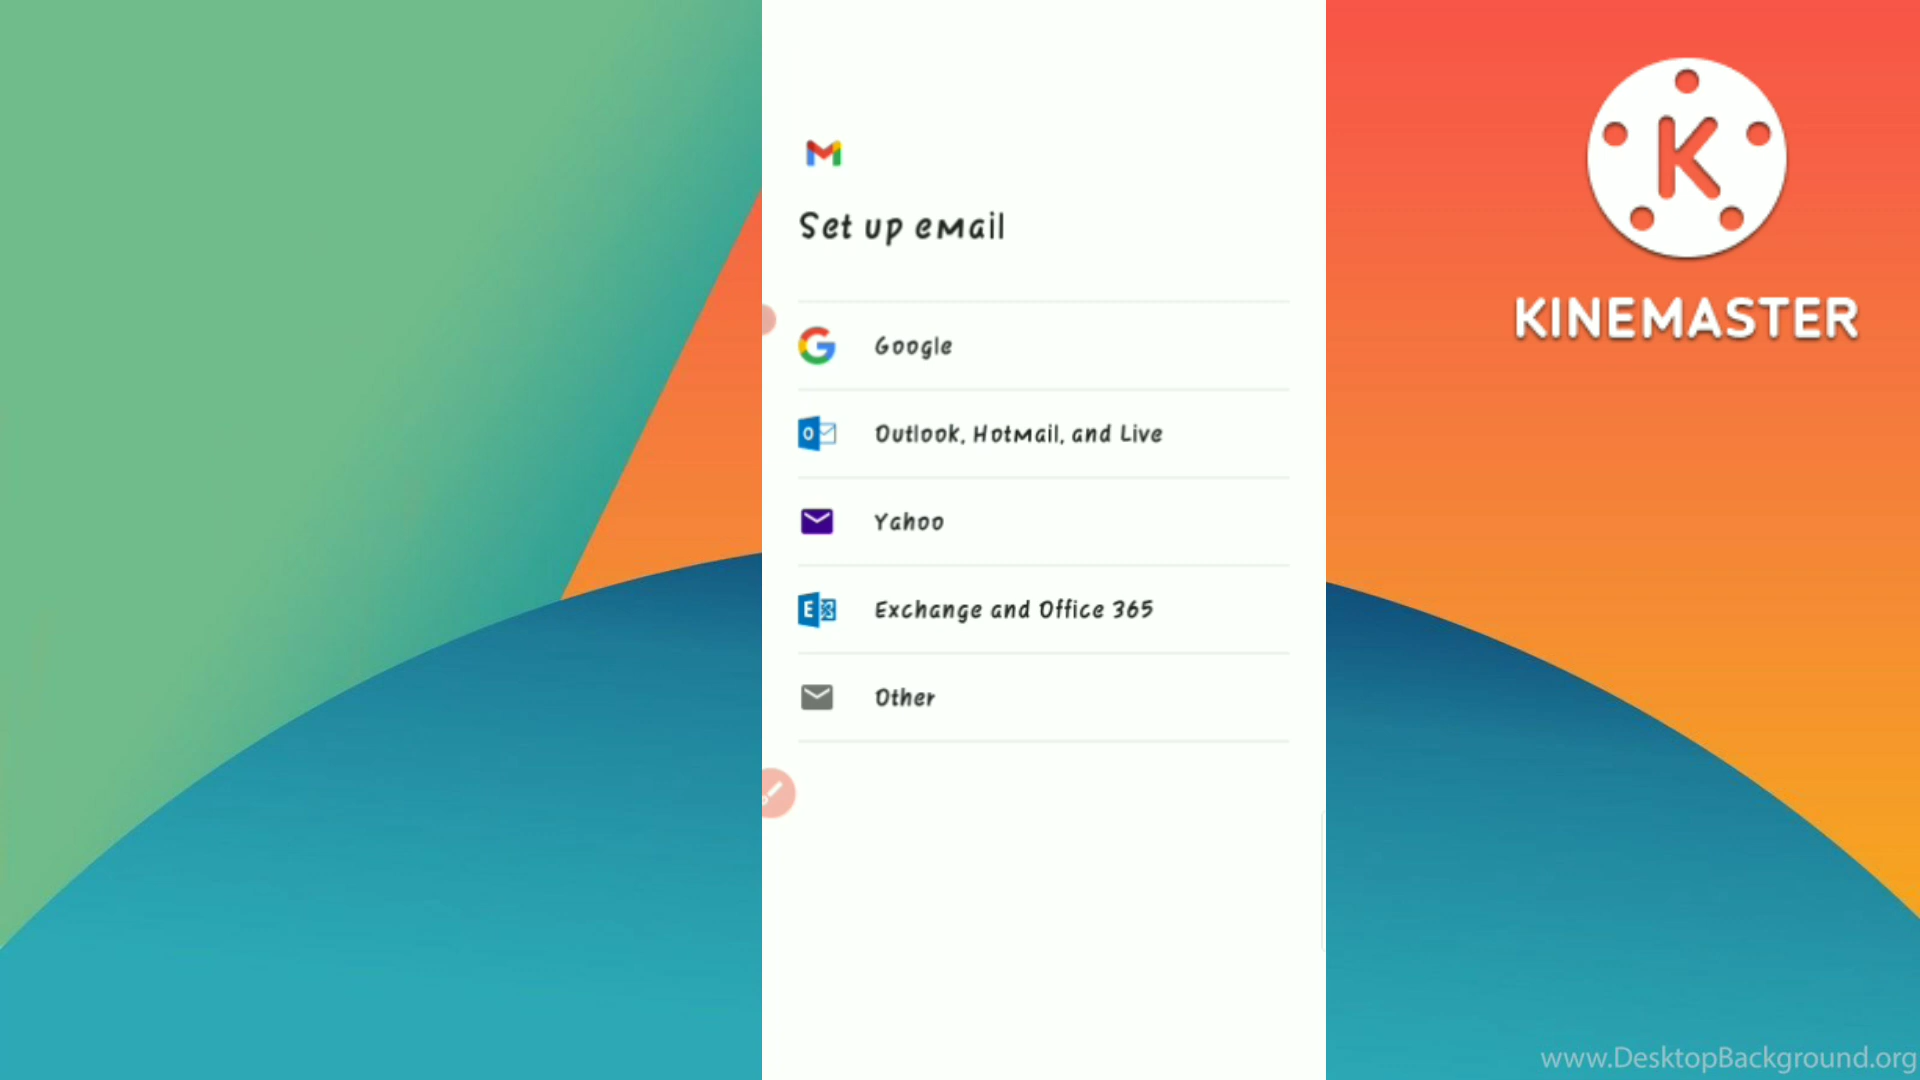 Set up email
Google
Outlook, Hotmail, and Live
Yahoo
Exchange and Office 365
Other
K
KINEMASTER
www.DesktopBackground.org